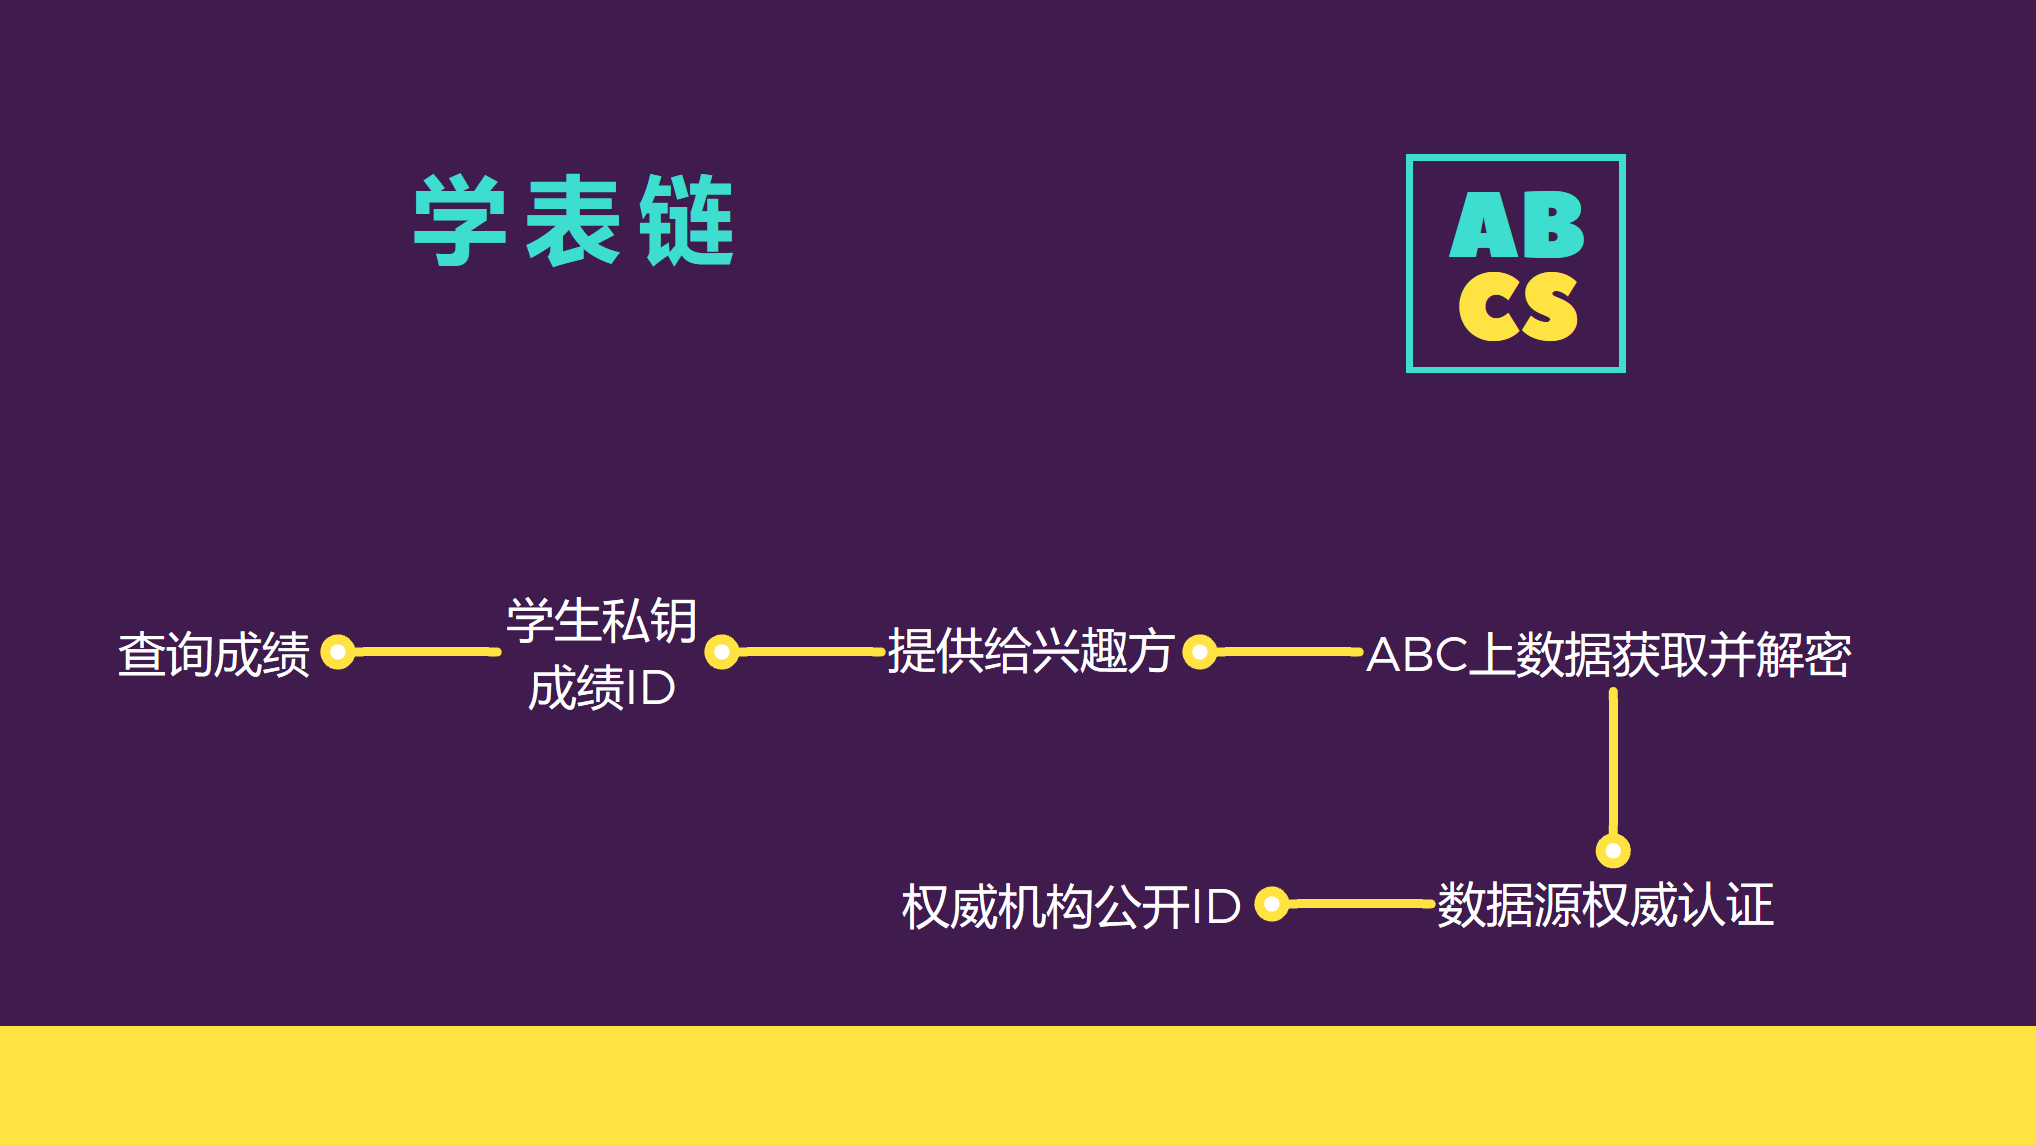 学表链
AB
CS
查询成绩
学生私钥
成绩ID
提供给兴趣方
ABC上数据获取并解密
数据源权威认证
权威机构公开ID